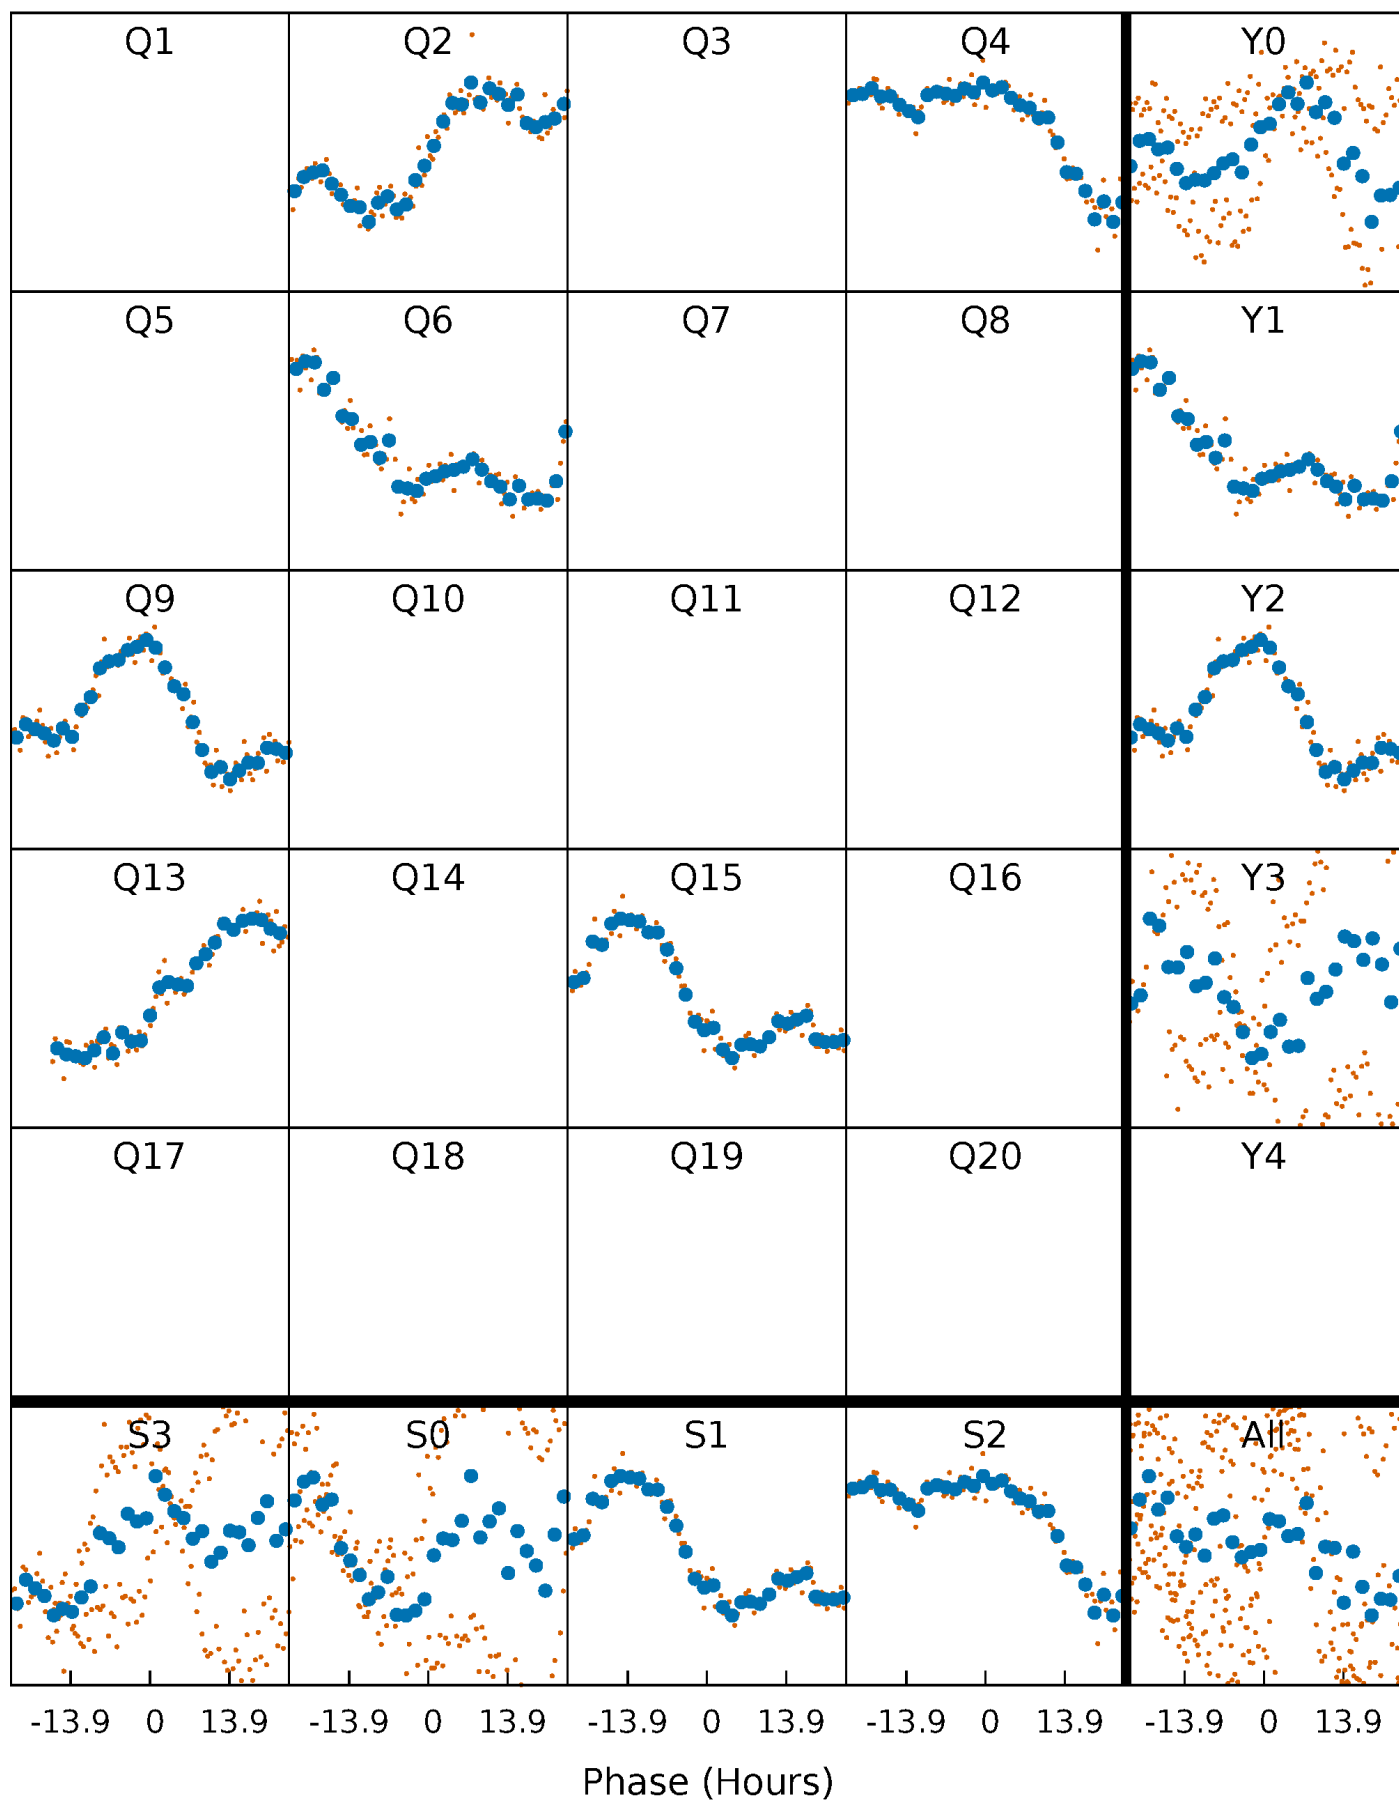 Q1 Q2 Q3 Q4 Y0
Q5 Q6 Q7 Q8 Y1
Q9 Q10 Q11 Q12 Y2
Q13 Q14 Q15 Q16 Y3
Q17 Q18 Q19 Q20 Y4
S3 S0 S1 S2 All
-13.9 0 13.9 -13.9 0 13.9 -13.9 0 13.9 -13.9 0 13.9 -13.9 0 13.9
Phase (Hours)